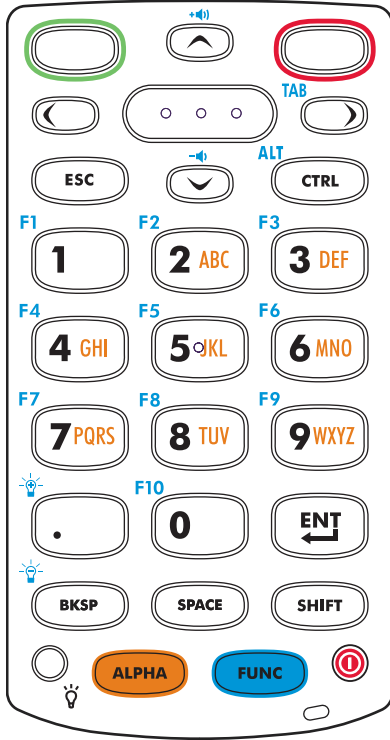 TAB
ESC
ALT
CTRL
F1
1
F2
2 ABC
F3
3 DEF
F4
4 GHI
F5
5 JKL
F6
6 MNO
F7
7 PQRS
F8
8 TUV
F9
9 WXYZ
.
F10
0
ENT
BKSP
SPACE
SHIFT
ALPHA
FUNC